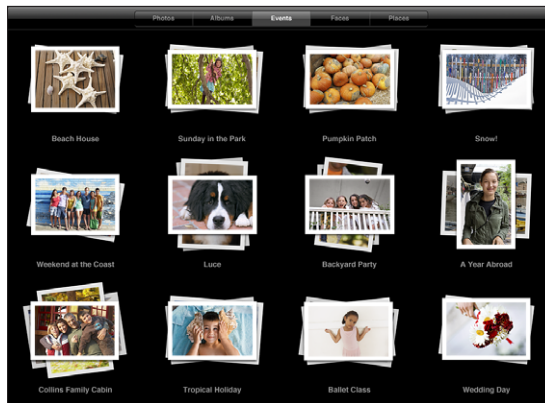 Photos Albums Events Faces Places
Beach House Sunday in the Park Pumpkin Patch Snow!
Weekend at the Coast Luce Backyard Party A Year Abroad
Collins Family Cabin Tropical Holiday Ballet Class Wedding Day